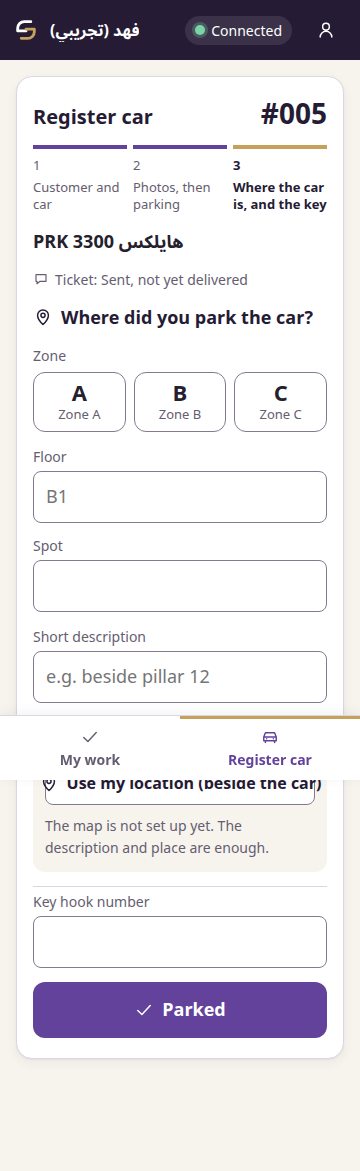 فهد (تجريبي)
Connected
Register car
#005
1
Customer and car
2
Photos, then parking
3
Where the car is, and the key
PRK 3300 هايلكس
Ticket: Sent, not yet delivered
Where did you park the car?
Zone
A
Zone A
B
Zone B
C
Zone C
Floor
B1
Spot
Short description
e.g. beside pillar 12
My work
Register car
Use my location (beside the car)
The map is not set up yet. The
description and place are enough.
Key hook number
Parked